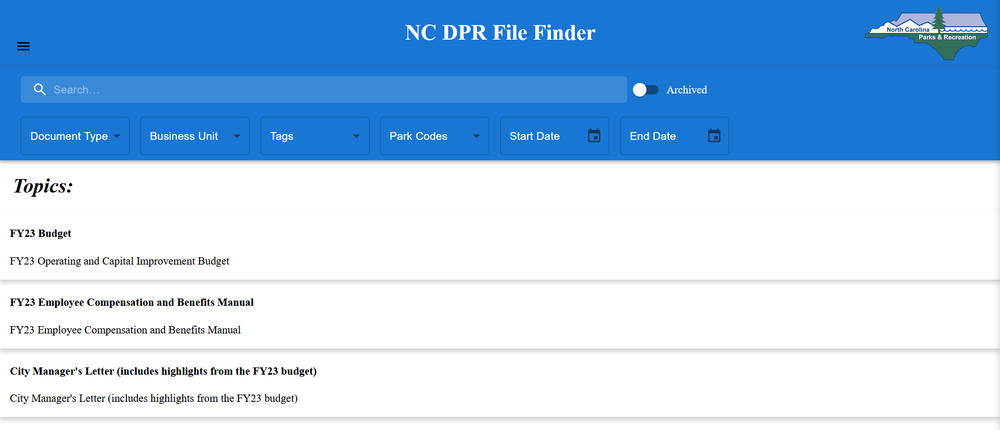 NC DPR File Finder
North Carolina
Parks & Recreation
Search...
Archived
Document Type
Business Unit
Tags
Park Codes
Start Date
End Date
Topics:
FY23 Budget
FY23 Operating and Capital Improvement Budget
FY23 Employee Compensation and Benefits Manual
FY23 Employee Compensation and Benefits Manual
City Manager's Letter (includes highlights from the FY23 budget)
City Manager's Letter (includes highlights from the FY23 budget)